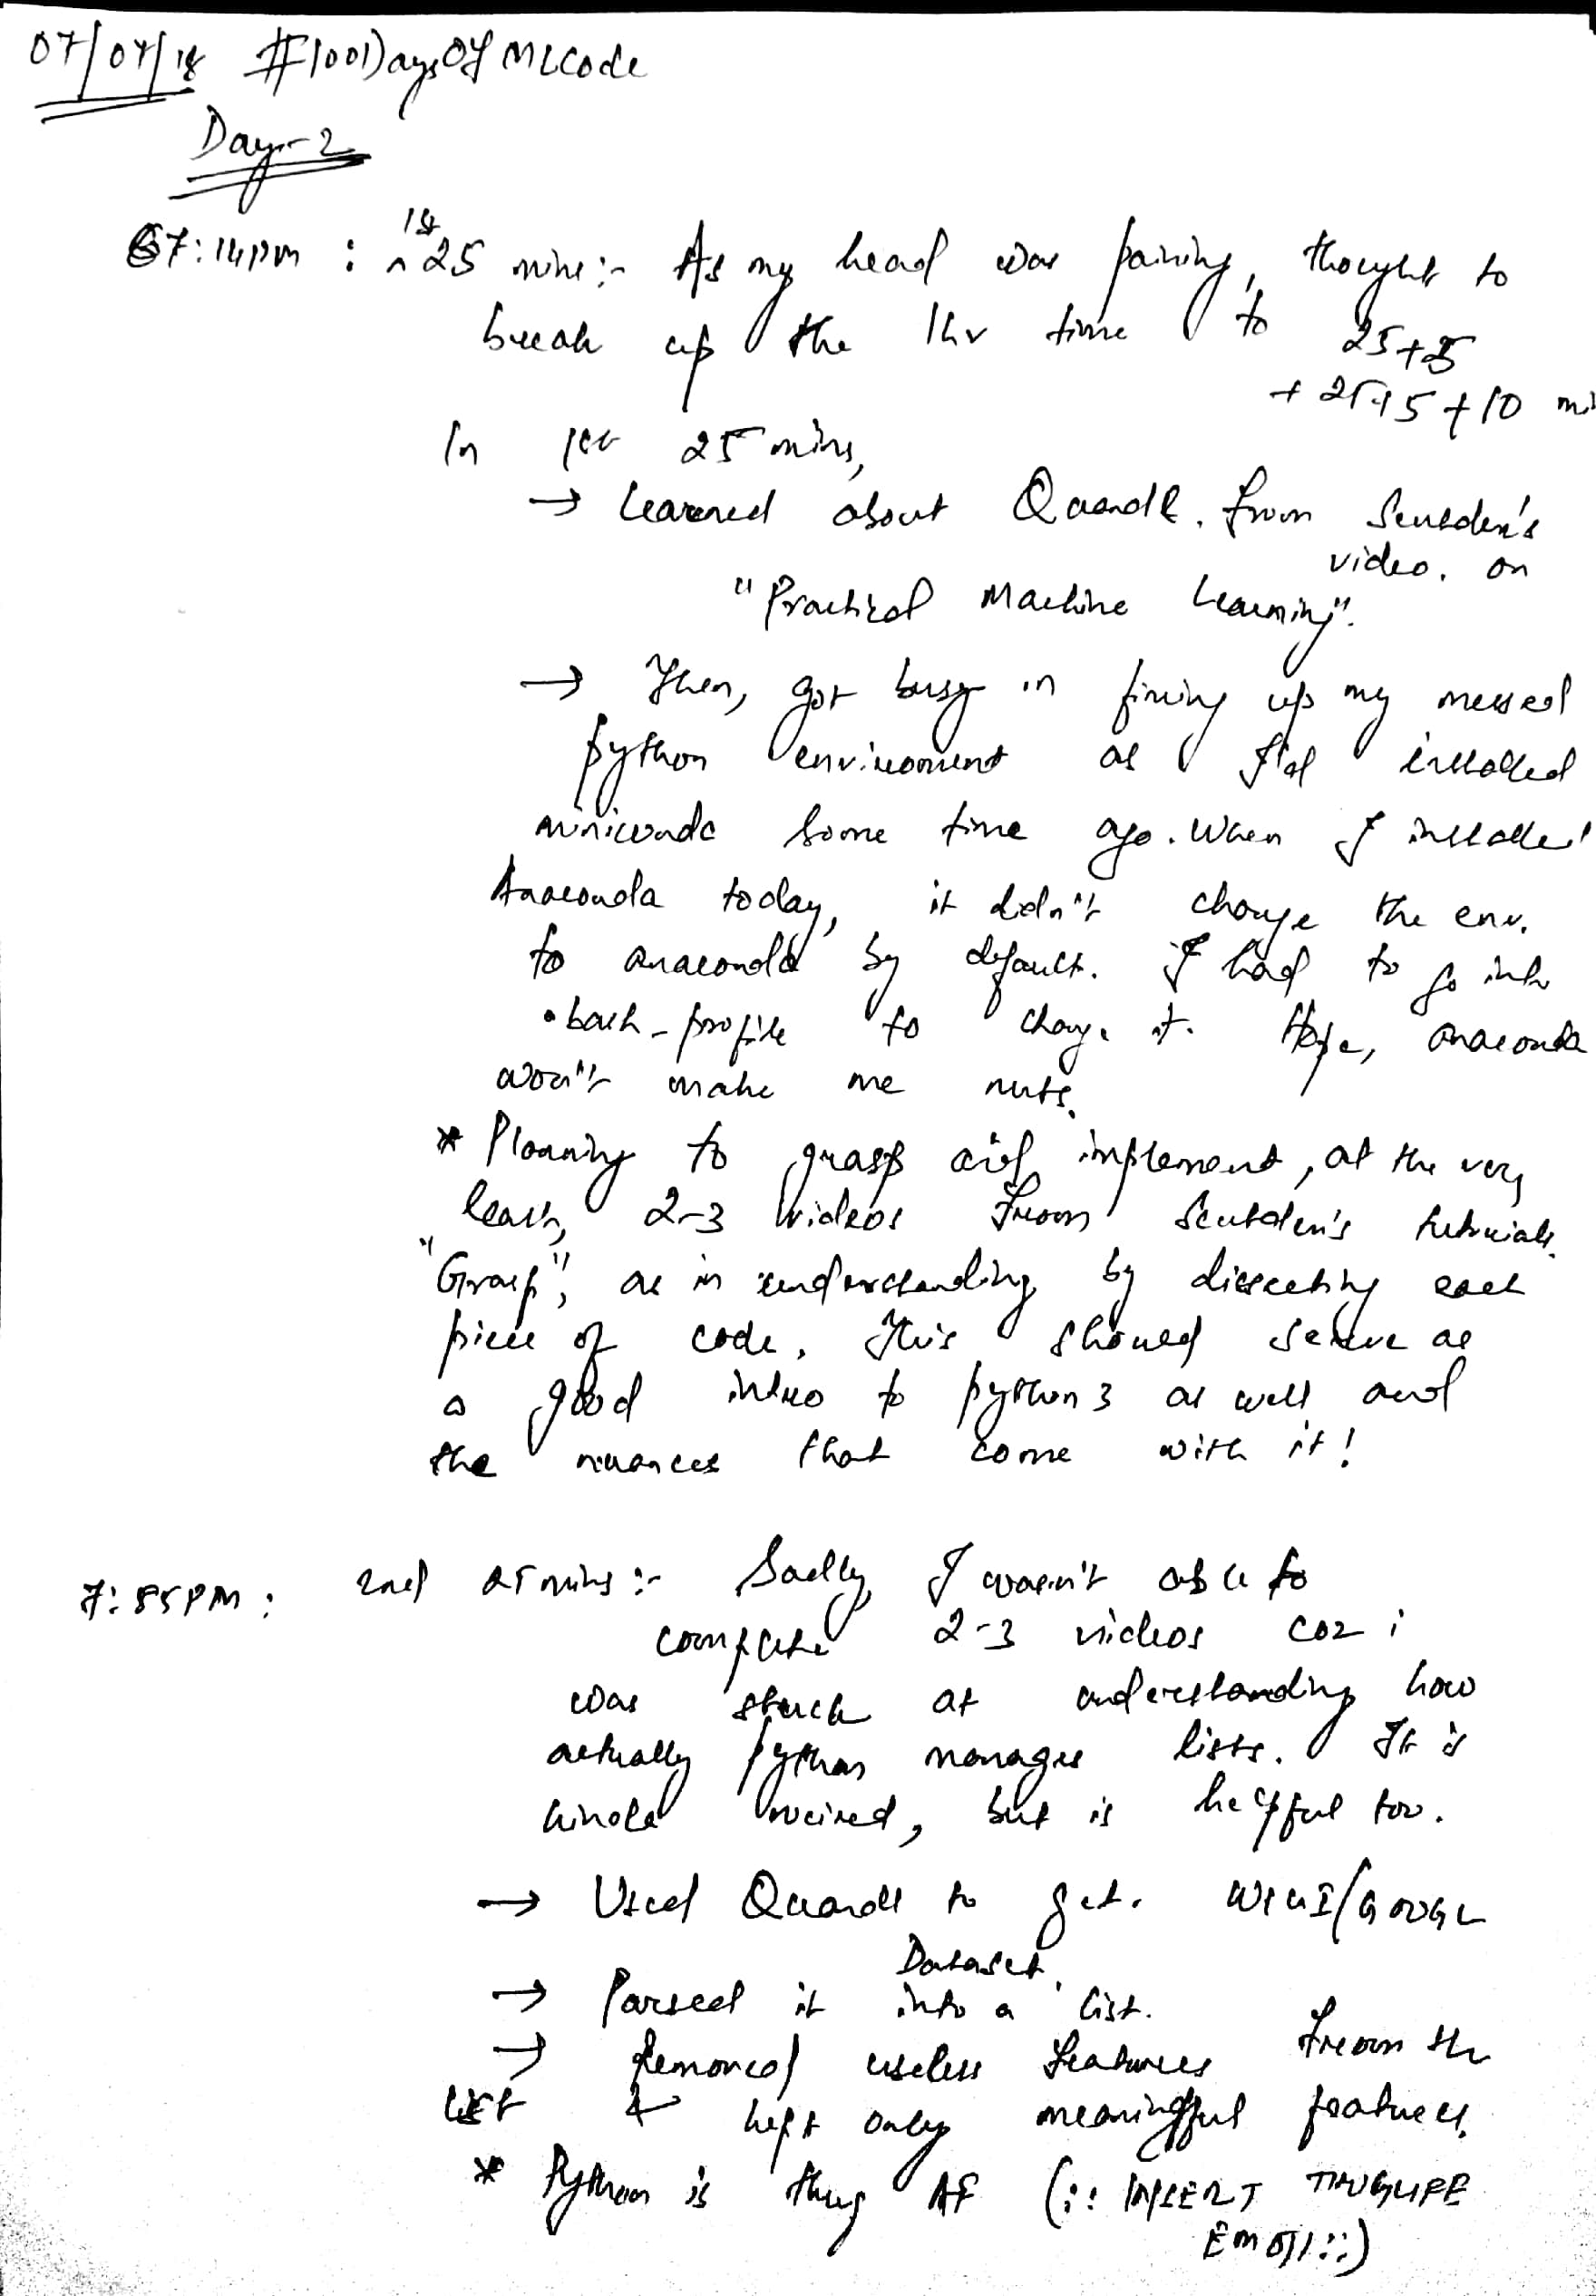 07/07/18 #100DaysOfMLCode
Day-2
67:14pm : ^1st 25 mins:- As my head was paining, thought to
break up the 1hr time to 25+5
+ 25+5+10 mi
In 1st 25 mins,
→ Learned about Quandl. from Sentdex's
video. on
"Practical Machine Learning".
→ Then, got busy in fixing up my messed
python environment as I'd installed
miniconda some time ago. When I installed
Anaconda today, it didn't change the env.
to anaconda by default. I had to go into
.bash_profile to change it. Hope, anaconda
won't make me nuts.
* Planning to grasp and implement, at the very
least, 2-3 videos from Sentdex's tutorials.
"Grasp", as in understanding by dissecting each
piece of code. This should serve as
a good intro to python 3 as well and
the nuances that come with it!
7:55PM : 2nd 25 mins :- Sadly, I wasn't able to
complete 2-3 videos coz i
was stuck at understanding how
actually python manages lists. It is
kinda weired, but is helpful too.
→ Used Quandl to get. WIKI/GOOGL
Dataset.
→ Parsed it into a list.
→ Removed useless features from the
list & kept only meaningful features.
* Python is thug AF (:: INSERT THUGLIFE
EMOJI ::)